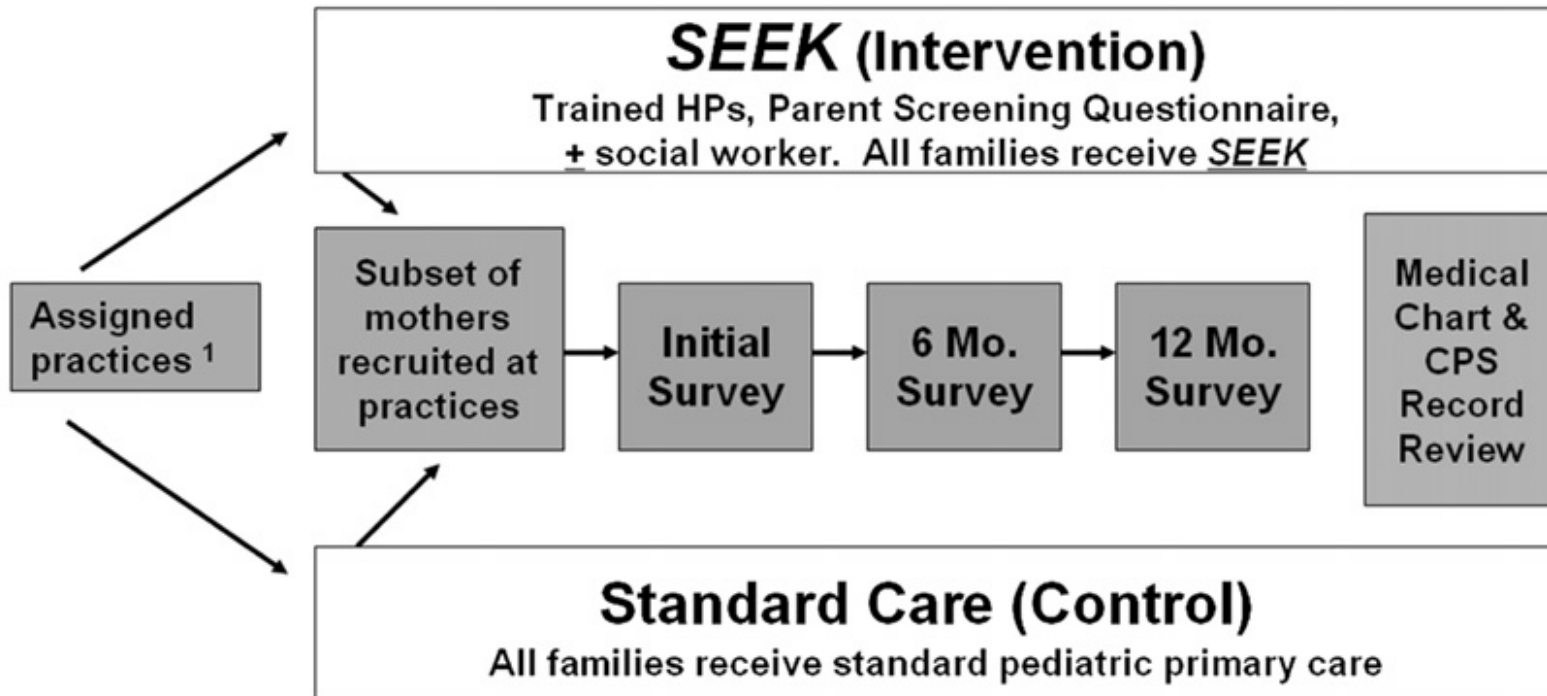 SEEK (Intervention)
Trained HPs, Parent Screening Questionnaire,
+ social worker. All families receive SEEK
Assigned
practices 1
Subset of
mothers
recruited at
practices
Initial
Survey
6 Mo.
Survey
12 Mo.
Survey
Medical
Chart &
CPS
Record
Review
Standard Care (Control)
All families receive standard pediatric primary care